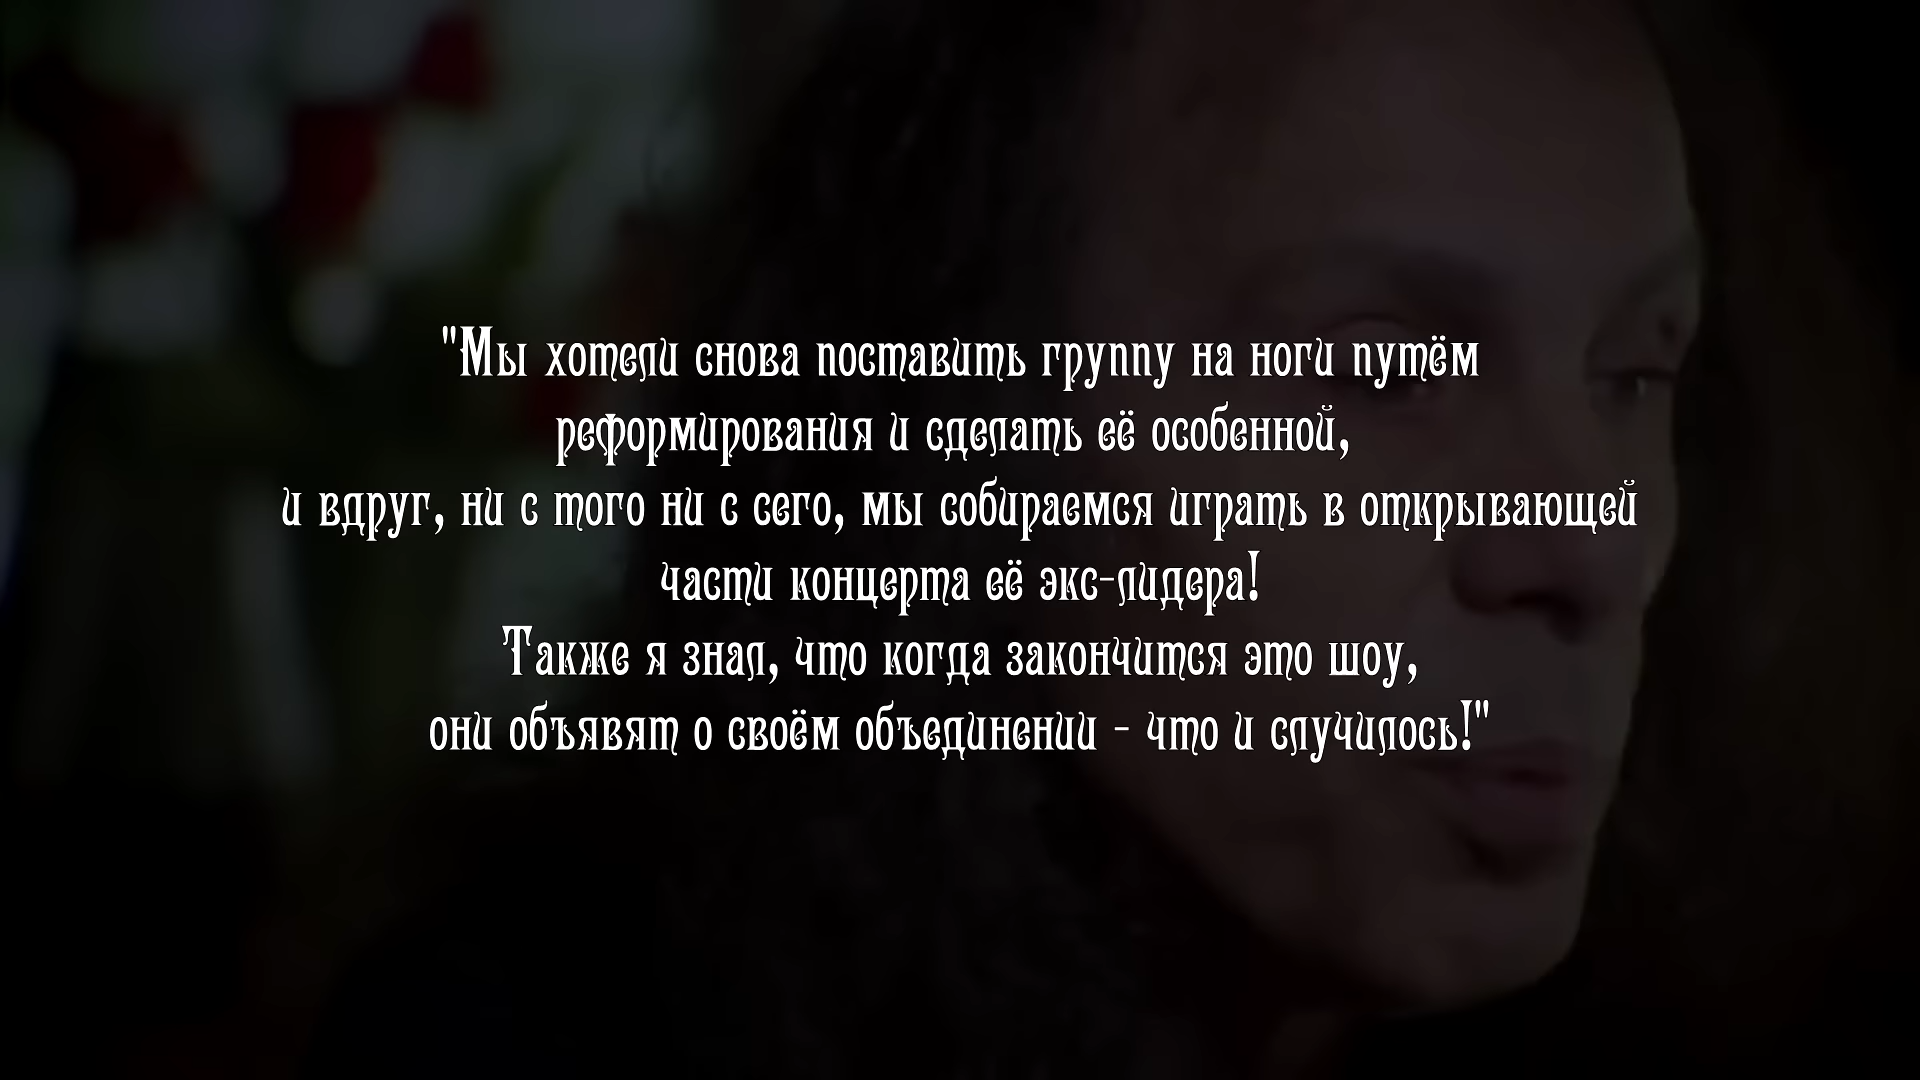 "Мы хотели снова поставить группу на ноги путём
реформирования и сделать её особенной,
и вдруг, ни с того ни с сего, мы собираемся играть в открывающей
части концерта её экс-лидера!
Также я знал, что когда закончится это шоу,
они объявят о своём объединении - что и случилось!"